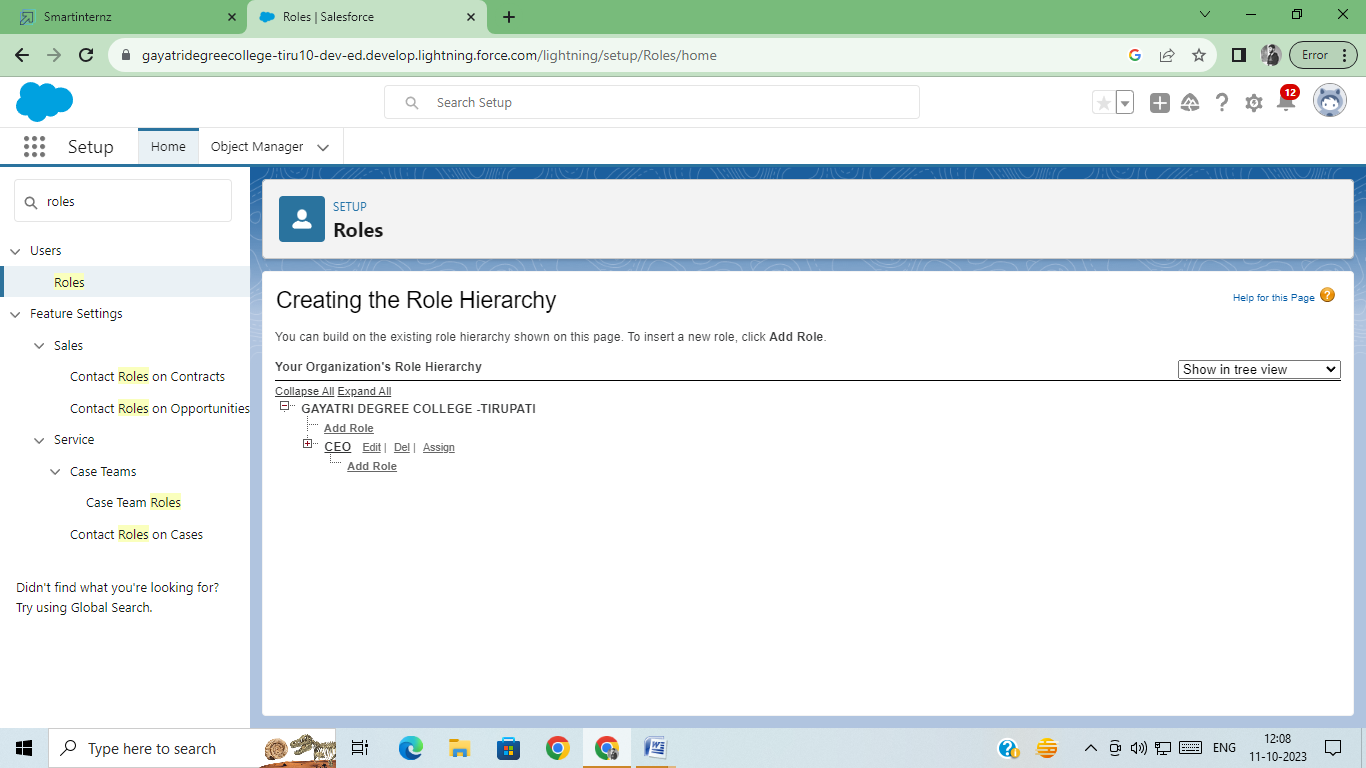 Smartinternz
Roles | Salesforce
gayatridegreecollege-tiru10-dev-ed.develop.lightning.force.com/lightning/setup/Roles/home
Error
Search Setup
12
Setup
Home
Object Manager
roles
Users
Roles
Feature Settings
Sales
Contact Roles on Contracts
Contact Roles on Opportunities
Service
Case Teams
Case Team Roles
Contact Roles on Cases
Didn't find what you're looking for?
Try using Global Search.
SETUP
Roles
Creating the Role Hierarchy
Help for this Page ?
You can build on the existing role hierarchy shown on this page. To insert a new role, click Add Role.
Your Organization's Role Hierarchy
Show in tree view
Collapse All Expand All
GAYATRI DEGREE COLLEGE -TIRUPATI
Add Role
CEO Edit | Del | Assign
Add Role
Type here to search
ENG
12:08
11-10-2023